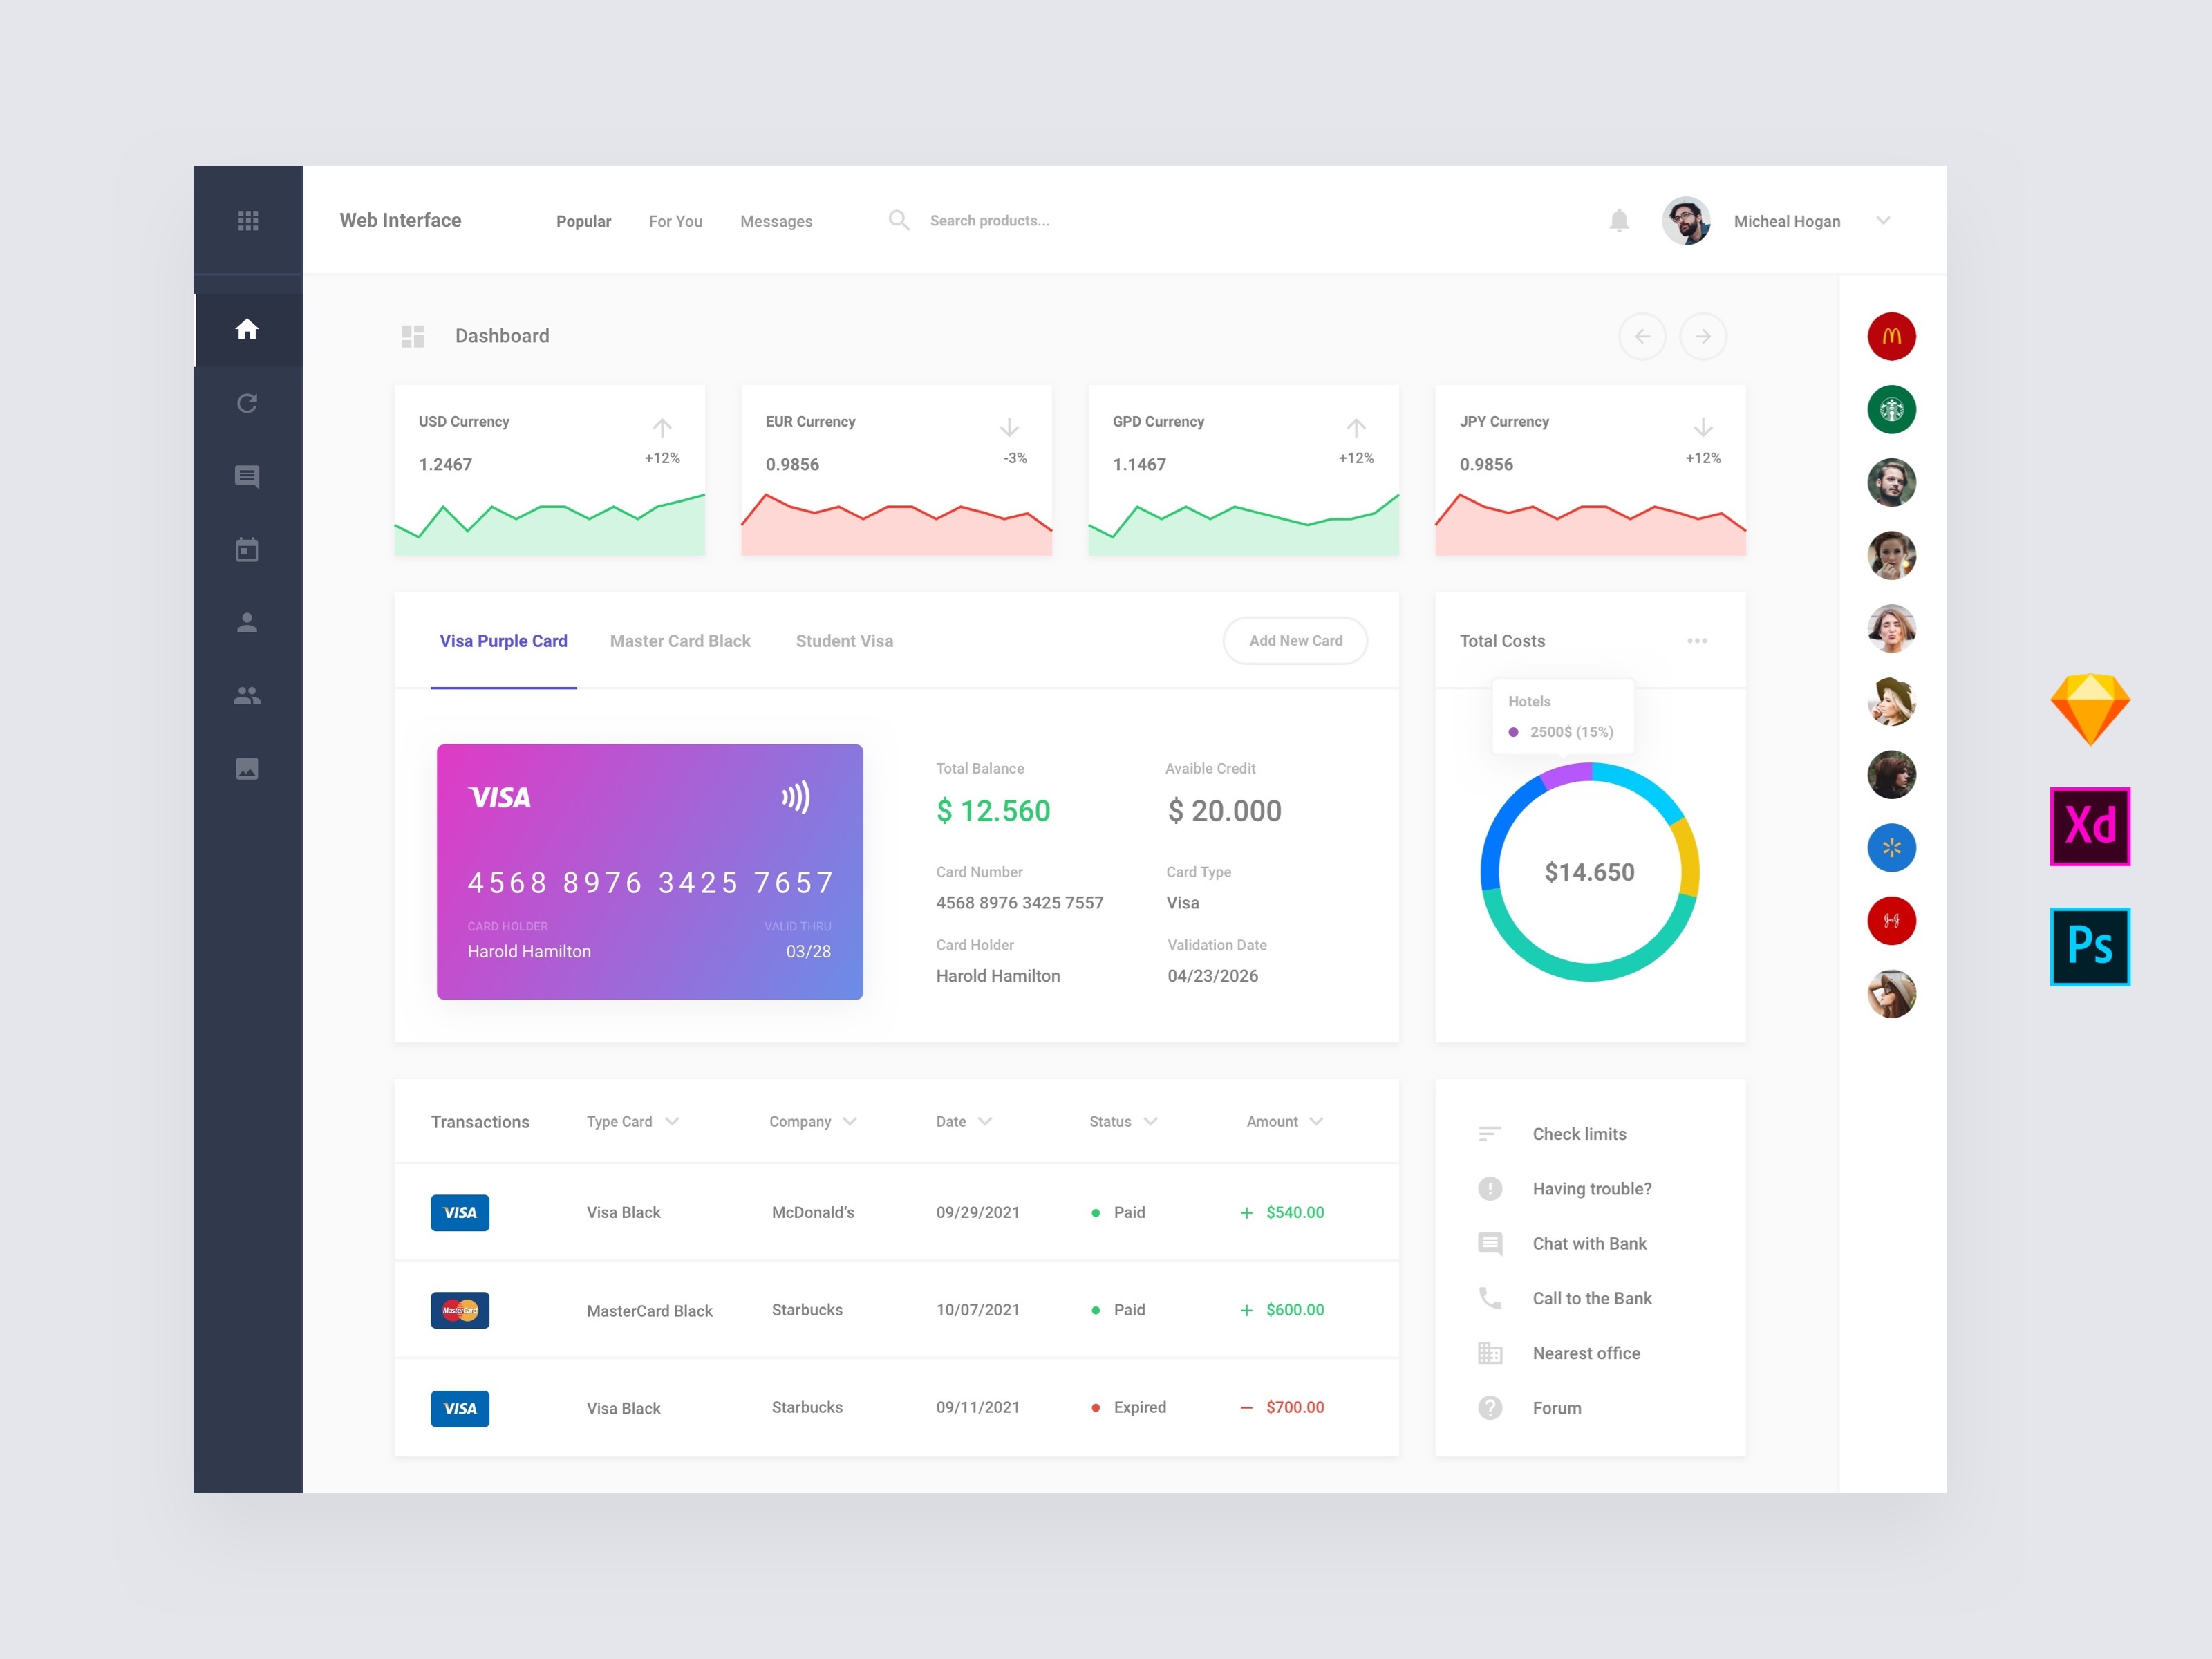 Web Interface
Popular
For You
Messages
Search products...
Micheal Hogan
Dashboard
USD Currency
1.2467
+12%
EUR Currency
0.9856
-3%
GPD Currency
1.1467
+12%
JPY Currency
0.9856
+12%
Visa Purple Card
Master Card Black
Student Visa
Add New Card
VISA
4568 8976 3425 7657
CARD HOLDER
VALID THRU
Harold Hamilton
03/28
Total Balance
Avaible Credit
$ 12.560
$ 20.000
Card Number
Card Type
4568 8976 3425 7557
Visa
Card Holder
Validation Date
Harold Hamilton
04/23/2026
Total Costs
Hotels
2500$ (15%)
$14.650
Transactions
Type Card
Company
Date
Status
Amount
VISA
Visa Black
McDonald's
09/29/2021
Paid
+ $540.00
MasterCard
MasterCard Black
Starbucks
10/07/2021
Paid
+ $600.00
VISA
Visa Black
Starbucks
09/11/2021
Expired
− $700.00
Check limits
Having trouble?
Chat with Bank
Call to the Bank
Nearest office
Forum
Xd
Ps